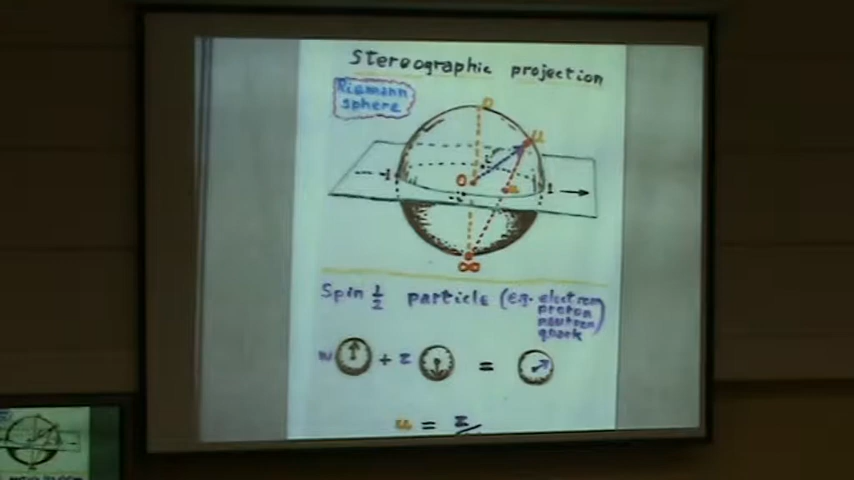 Stereographic projection
Riemann
sphere
0
u
-1
0
1
∞
Spin 1/2 particle (e.g. electron
proton
neutron
quark)
w + z =
u = z/